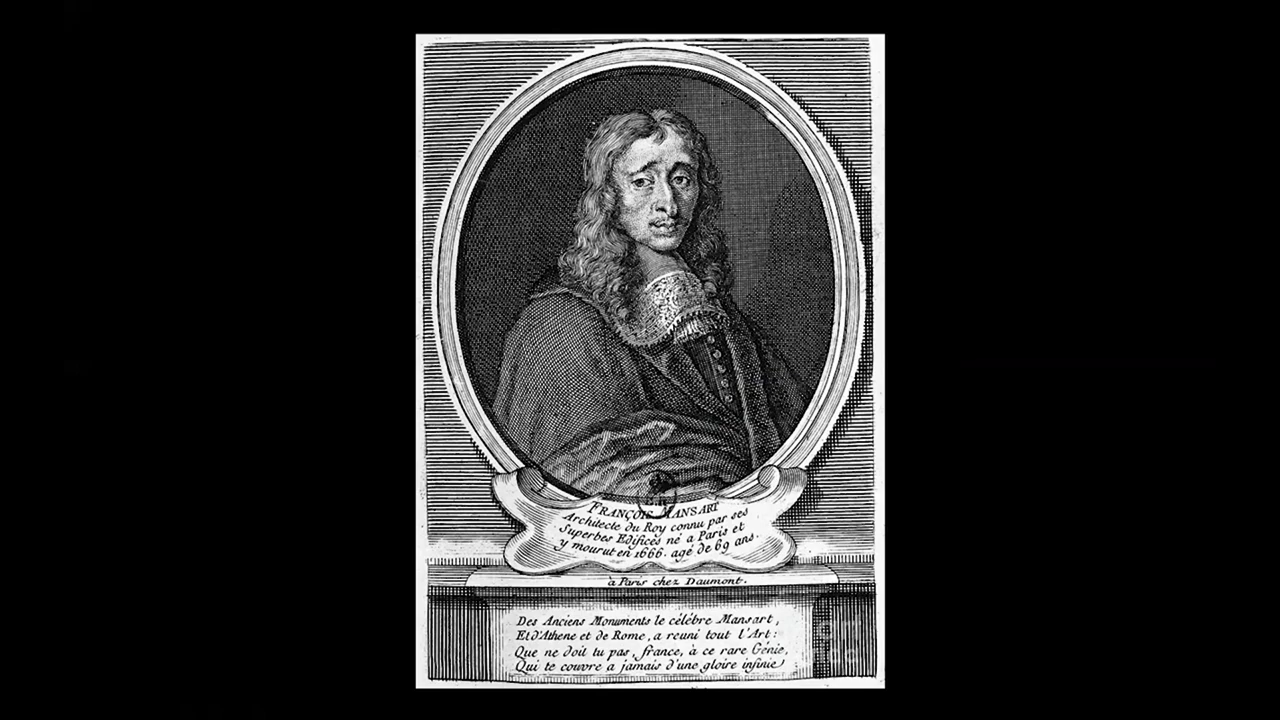 FRANÇOIS MANSART
Architecte du Roy connu par ses
Superbes Edifices né a Paris et
y mourut en 1666. agé de 69 ans.
à Paris chez Daumont.
Des Anciens Monuments le célébre Mansart,
Et d'Athene et de Rome, a reuni tout l'Art:
Que ne doit tu pas, france, à ce rare Génie,
Qui te couvre a jamais d'une gloire infinie